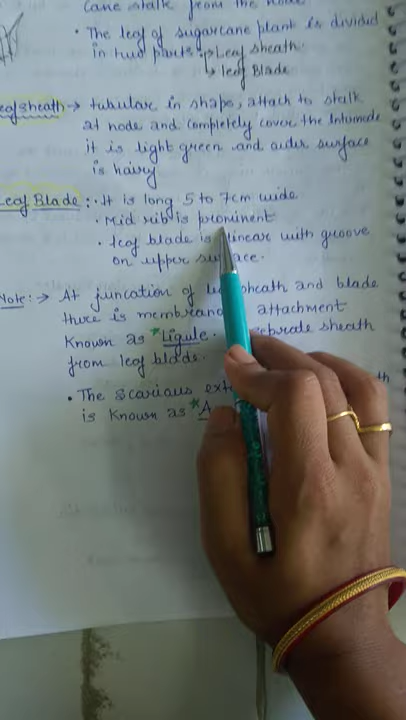 cane stalk from the node
• The leaf of sugarcane plant is divided
in two parts → Leaf sheath
→ leaf Blade
Leaf sheath → tubular in shape, attach to stalk
at node and completely cover the Internode
it is light green and outer surface
is hairy
Leaf Blade : • It is long 5 to 7cm wide
• Mid rib is prominent
• leaf blade is linear with groove
on upper surface.
Note: → At juncation of sheath and blade
there is attachment
Known as *Ligule. sheath
from leaf blade.
• The scarious
is Known as *A